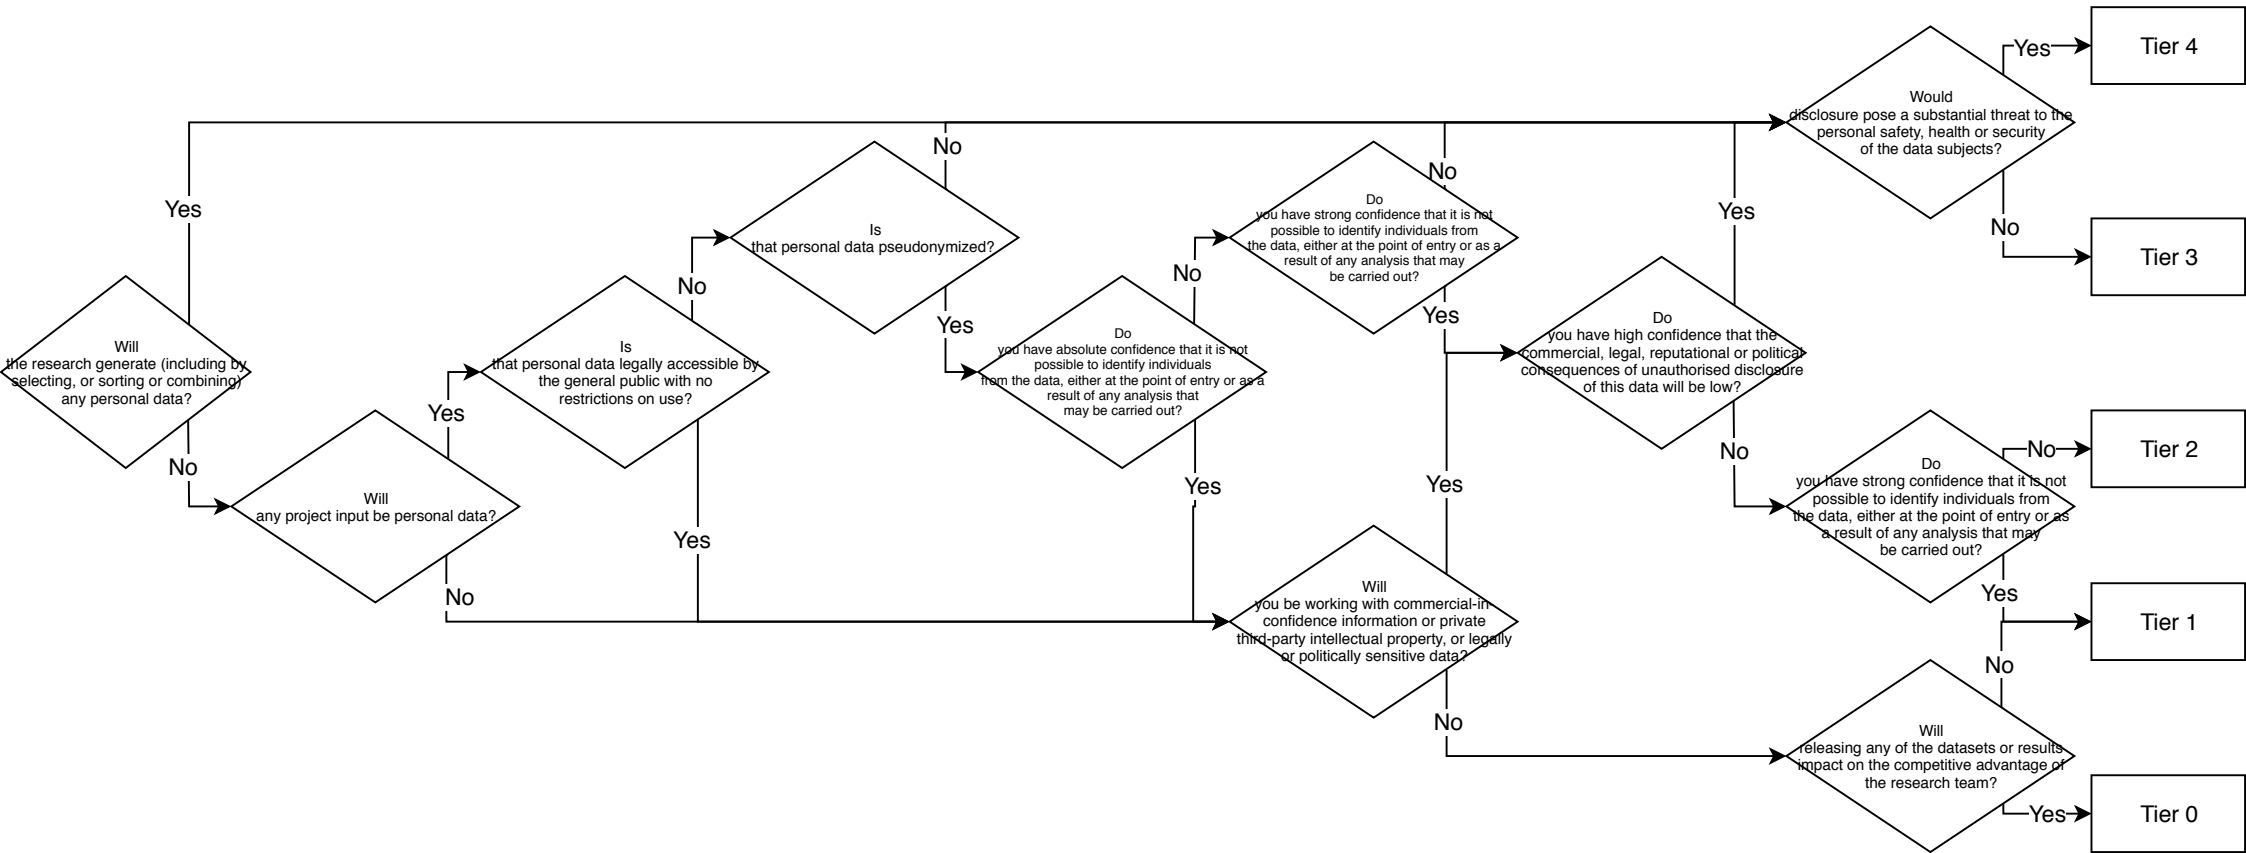 Will
the research generate (including by
selecting, or sorting or combining)
any personal data?
Yes
No
Will
any project input be personal data?
Yes
No
Is
that personal data legally accessible by
the general public with no
restrictions on use?
No
Yes
Is
that personal data pseudonymized?
No
Yes
Do
you have absolute confidence that it is not
possible to identify individuals
from the data, either at the point of entry or as a
result of any analysis that
may be carried out?
No
Yes
Do
you have strong confidence that it is not
possible to identify individuals from
the data, either at the point of entry or as a
result of any analysis that may
be carried out?
No
Yes
Will
you be working with commercial-in-
confidence information or private
third-party intellectual property, or legally
or politically sensitive data?
Yes
No
Do
you have high confidence that the
commercial, legal, reputational or political
consequences of unauthorised disclosure
of this data will be low?
Yes
No
Would
disclosure pose a substantial threat to the
personal safety, health or security
of the data subjects?
Yes
No
Do
you have strong confidence that it is not
possible to identify individuals from
the data, either at the point of entry or as
a result of any analysis that may
be carried out?
No
Yes
Will
releasing any of the datasets or results
impact on the competitive advantage of
the research team?
No
Yes
Tier 4
Tier 3
Tier 2
Tier 1
Tier 0